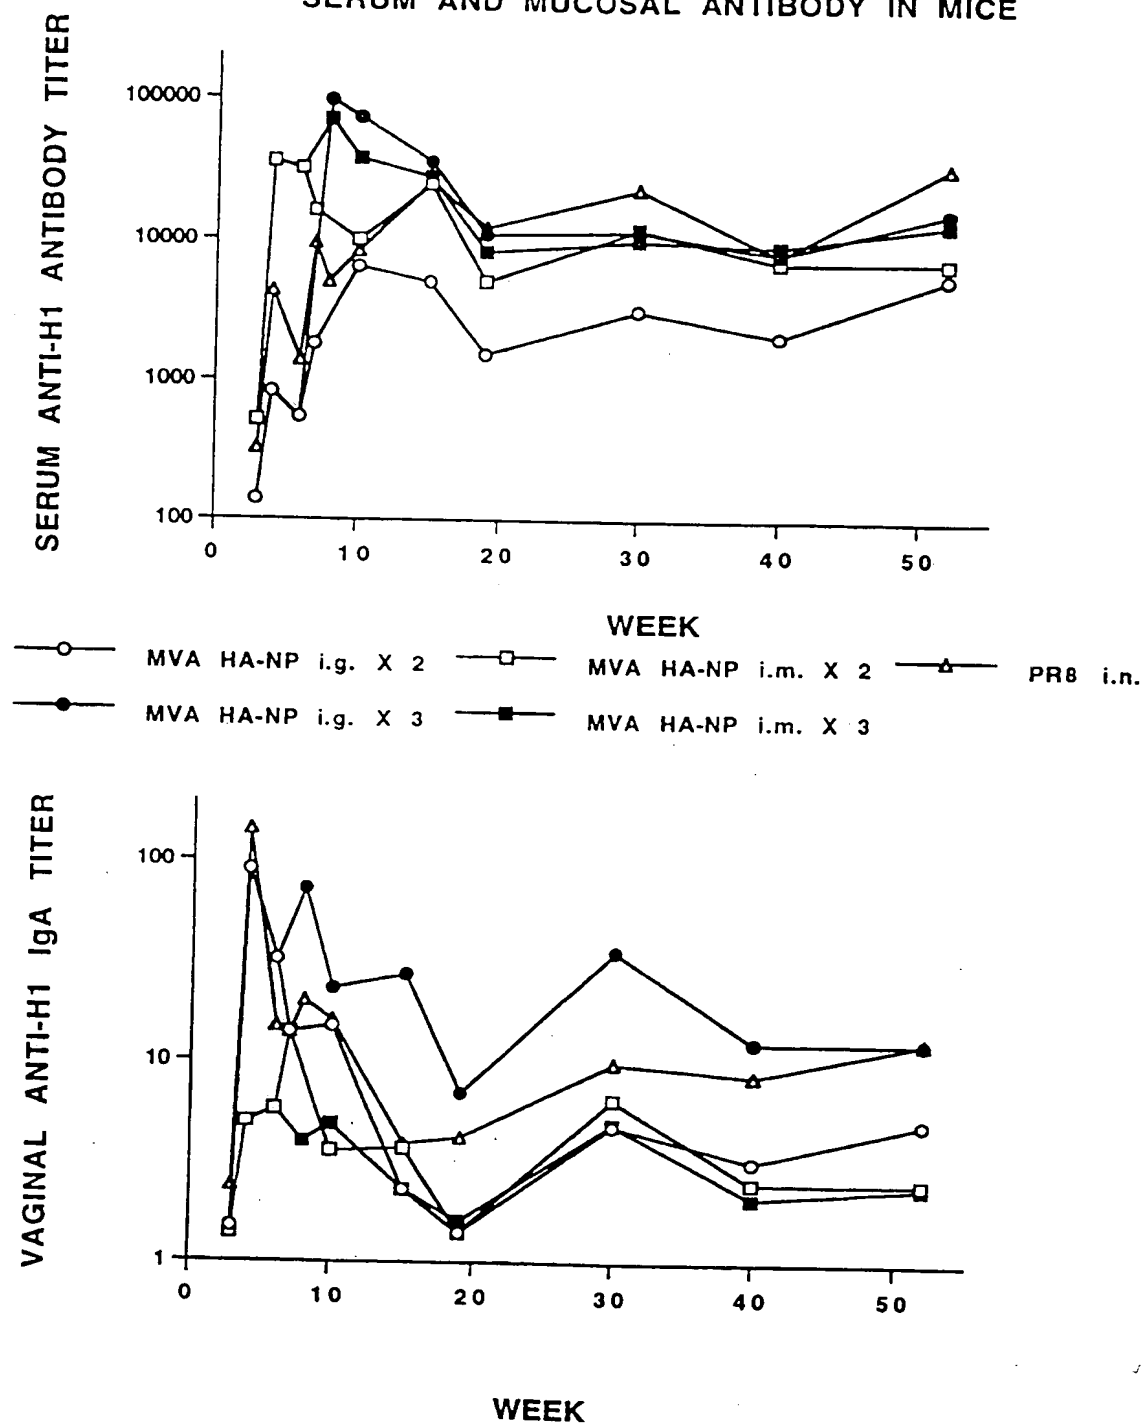 SERUM AND MUCOSAL ANTIBODY IN MICE
SERUM ANTI-H1 ANTIBODY TITER
100000
10000
1000
100
0 10 20 30 40 50
WEEK
MVA HA-NP i.g. X 2 MVA HA-NP i.m. X 2 PR8 i.n.
MVA HA-NP i.g. X 3 MVA HA-NP i.m. X 3
VAGINAL ANTI-H1 IgA TITER
100
10
1
0 10 20 30 40 50
WEEK